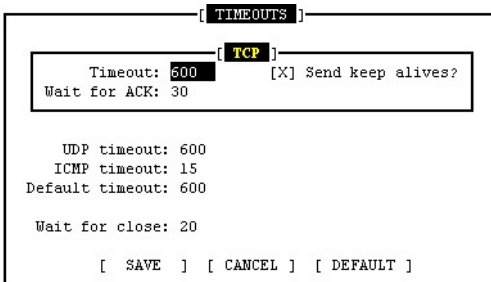 [ TIMEOUTS ]
[ TCP ]
Timeout: 600 [X] Send keep alives?
Wait for ACK: 30
UDP timeout: 600
ICMP timeout: 15
Default timeout: 600
Wait for close: 20
[ SAVE ] [ CANCEL ] [ DEFAULT ]